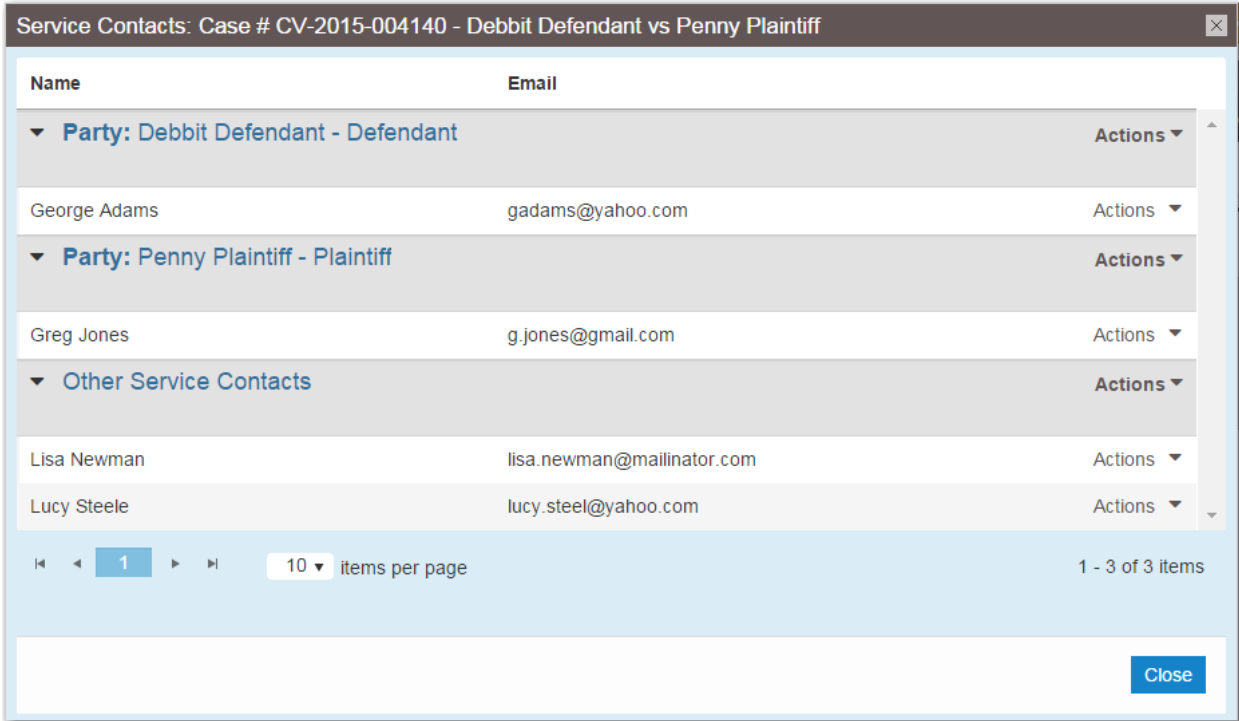 Service Contacts: Case # CV-2015-004140 - Debbit Defendant vs Penny Plaintiff
Name Email
Party: Debbit Defendant - Defendant Actions
George Adams gadams@yahoo.com Actions
Party: Penny Plaintiff - Plaintiff Actions
Greg Jones g.jones@gmail.com Actions
Other Service Contacts Actions
Lisa Newman lisa.newman@mailinator.com Actions
Lucy Steele lucy.steel@yahoo.com Actions
1 10 items per page 1 - 3 of 3 items
Close